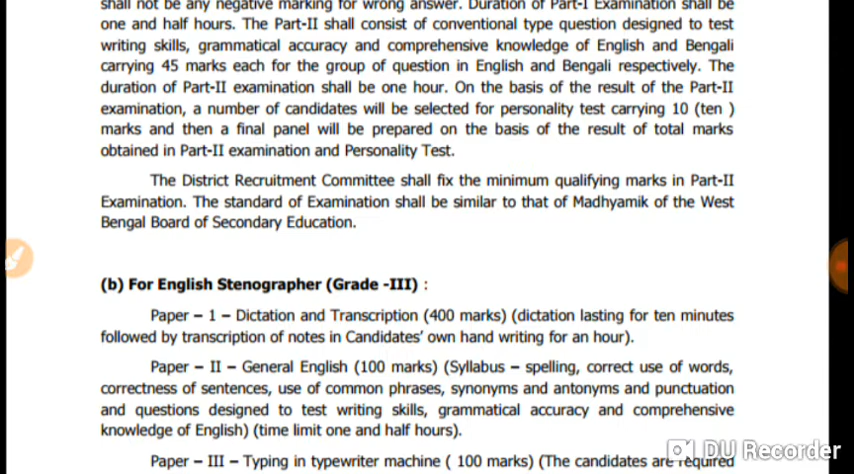 shall not be any negative marking for wrong answer. Duration of Part-I Examination shall be
one and half hours. The Part-II shall consist of conventional type question designed to test
writing skills, grammatical accuracy and comprehensive knowledge of English and Bengali
carrying 45 marks each for the group of question in English and Bengali respectively. The
duration of Part-II examination shall be one hour. On the basis of the result of the Part-II
examination, a number of candidates will be selected for personality test carrying 10 (ten )
marks and then a final panel will be prepared on the basis of the result of total marks
obtained in Part-II examination and Personality Test.
The District Recruitment Committee shall fix the minimum qualifying marks in Part-II
Examination. The standard of Examination shall be similar to that of Madhyamik of the West
Bengal Board of Secondary Education.
(b) For English Stenographer (Grade -III) :
Paper – 1 – Dictation and Transcription (400 marks) (dictation lasting for ten minutes
followed by transcription of notes in Candidates' own hand writing for an hour).
Paper – II – General English (100 marks) (Syllabus – spelling, correct use of words,
correctness of sentences, use of common phrases, synonyms and antonyms and punctuation
and questions designed to test writing skills, grammatical accuracy and comprehensive
knowledge of English) (time limit one and half hours).
DU Recorder
Paper – III – Typing in typewriter machine ( 100 marks) (The candidates are required